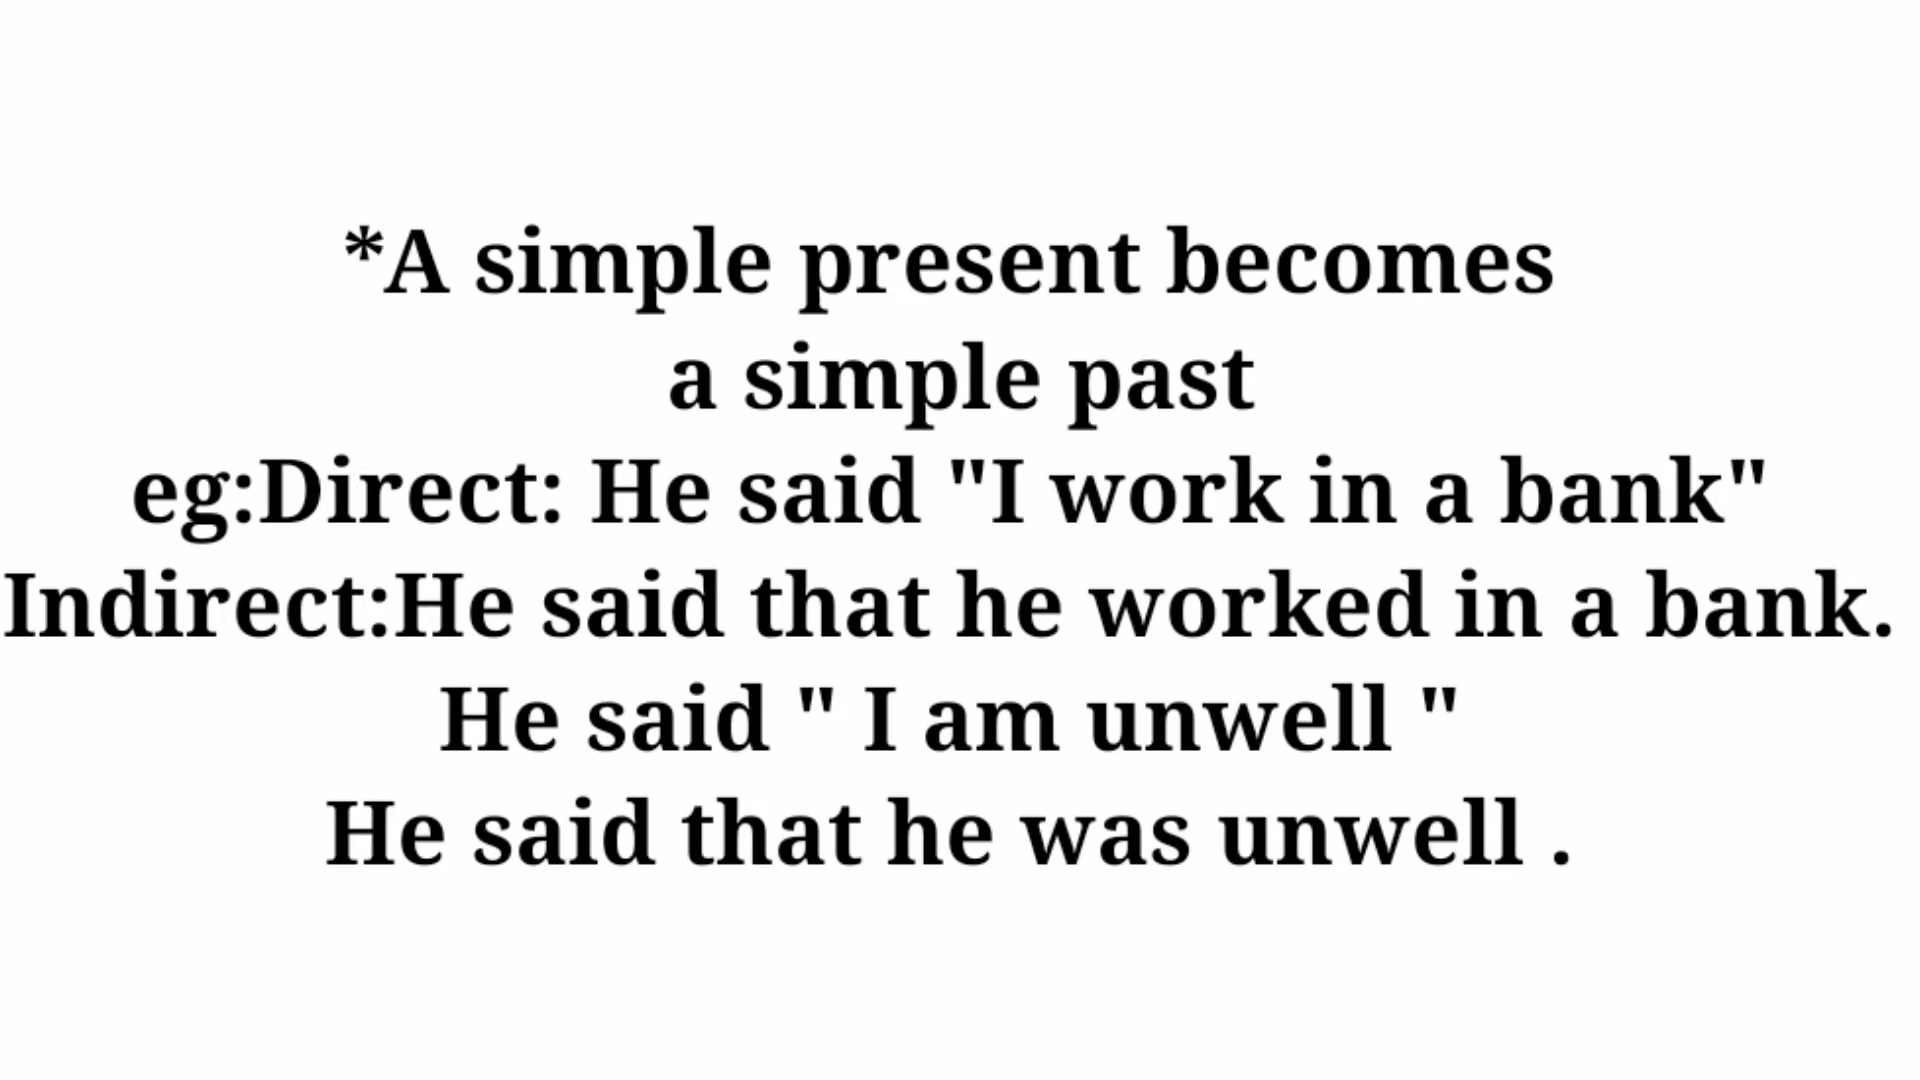 *A simple present becomes
a simple past
eg:Direct: He said "I work in a bank"
Indirect:He said that he worked in a bank.
He said " I am unwell "
He said that he was unwell .